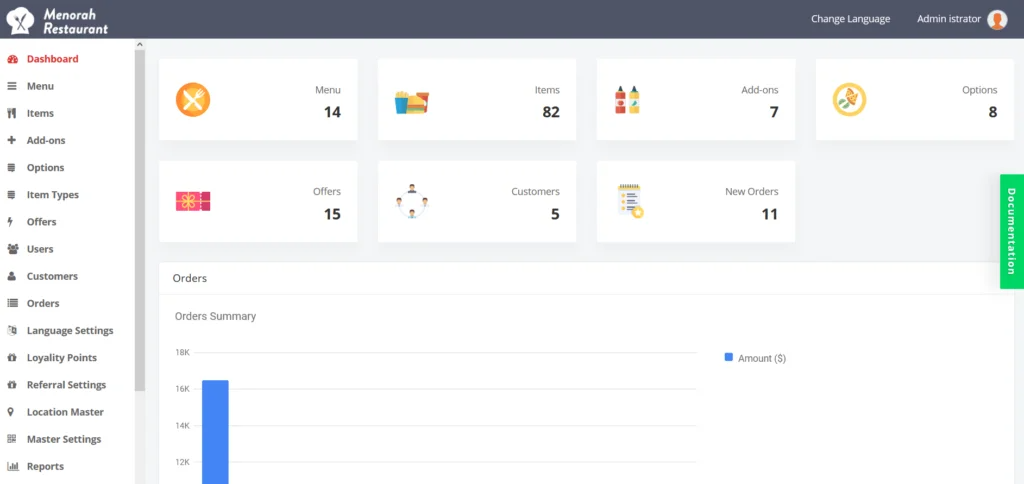 Menorah
Restaurant
Change Language
Admin istrator
Dashboard
Menu
Items
Add-ons
Options
Item Types
Offers
Users
Customers
Orders
Language Settings
Loyality Points
Referral Settings
Location Master
Master Settings
Reports
Menu
14
Items
82
Add-ons
7
Options
8
Offers
15
Customers
5
New Orders
11
Documentation
Orders
Orders Summary
18K
16K
14K
12K
Amount ($)